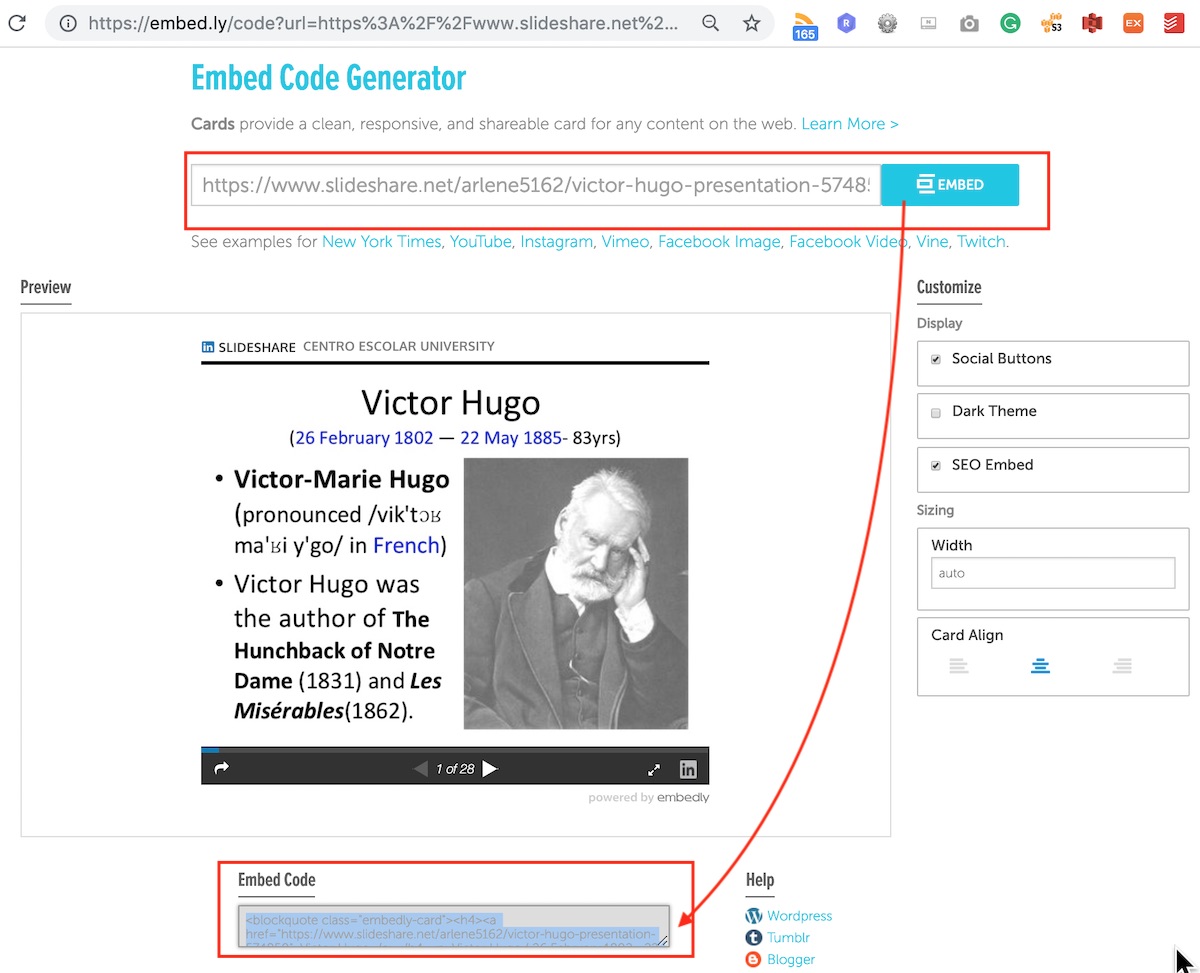 https://embed.ly/code?url=https%3A%2F%2Fwww.slideshare.net%2...
165
R
N
G
S3
EX
Embed Code Generator
Cards provide a clean, responsive, and shareable card for any content on the web. Learn More >
https://www.slideshare.net/arlene5162/victor-hugo-presentation-5748
EMBED
See examples for New York Times, YouTube, Instagram, Vimeo, Facebook Image, Facebook Video, Vine, Twitch.
Preview
in SLIDESHARE CENTRO ESCOLAR UNIVERSITY
Victor Hugo
(26 February 1802 — 22 May 1885- 83yrs)
• Victor-Marie Hugo
(pronounced /vik'tɔʁ
ma'ʁi y'go/ in French)
• Victor Hugo was
the author of The
Hunchback of Notre
Dame (1831) and Les
Misérables(1862).
1 of 28
in
powered by embedly
Customize
Display
Social Buttons
Dark Theme
SEO Embed
Sizing
Width
auto
Card Align
Embed Code
<blockquote class="embedly-card"><h4><a
href="https://www.slideshare.net/arlene5162/victor-hugo-presentation-
Help
Wordpress
Tumblr
Blogger